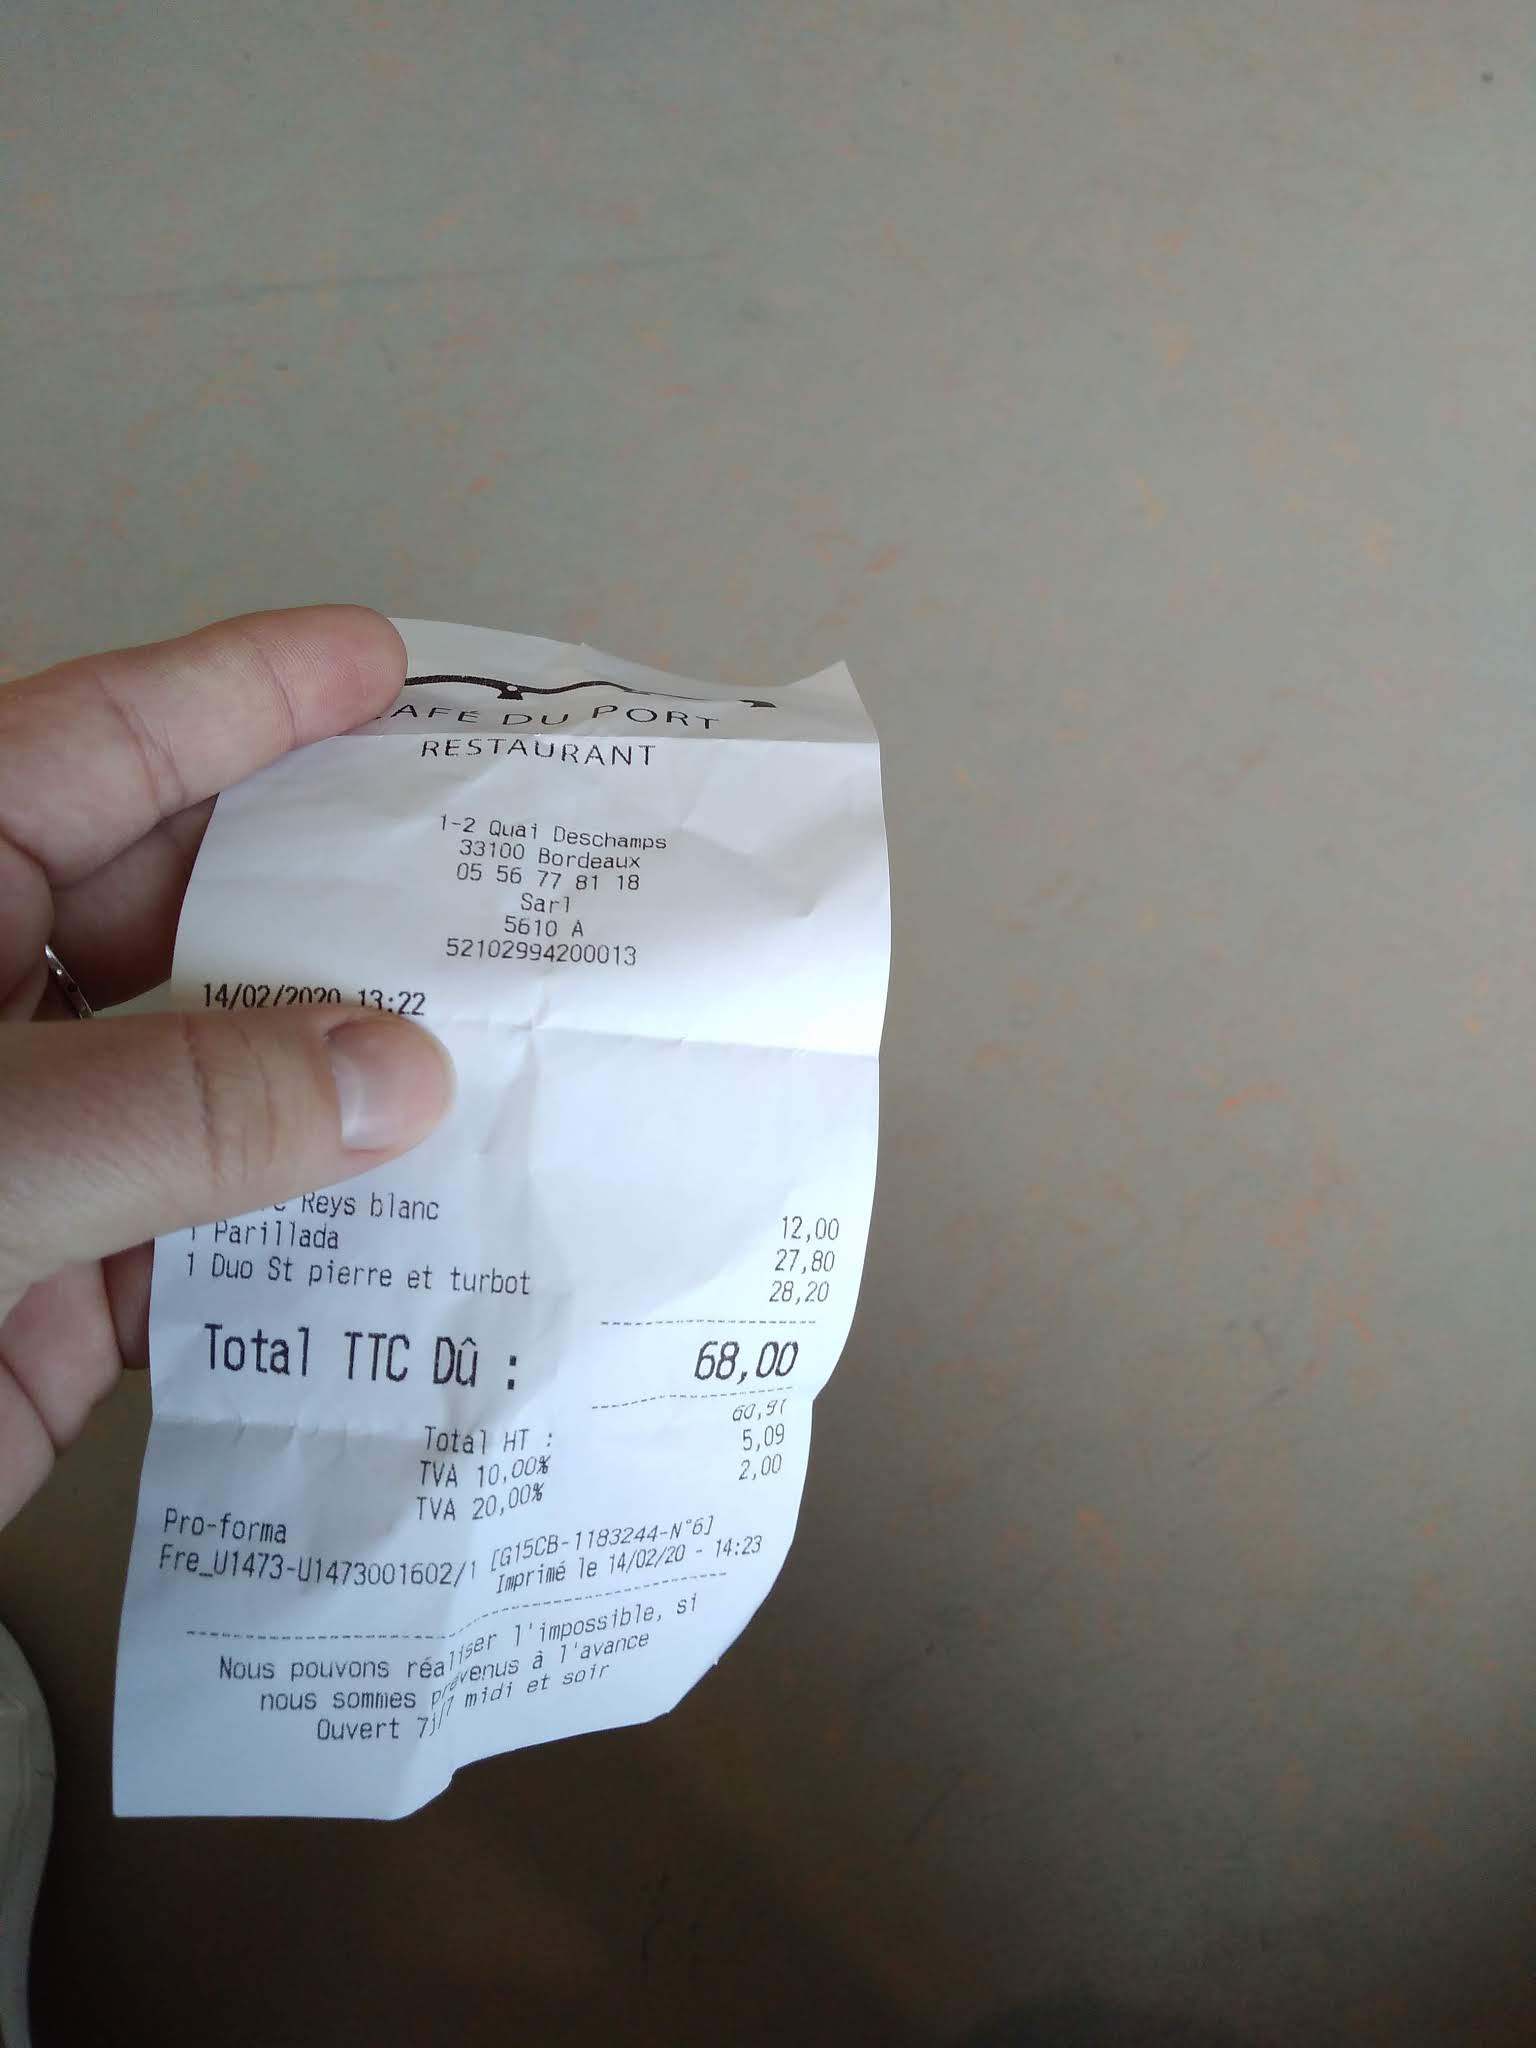 AFÉ DU PORT
RESTAURANT
1-2 Quai Deschamps
33100 Bordeaux
05 56 77 81 18
Sarl
5610 A
52102994200013
14/02/2020 13:22
Reys blanc 12,00
1 Parillada 27,80
1 Duo St pierre et turbot 28,20
Total TTC Dû : 68,00
Total HT : 60,91
TVA 10,00% 5,09
TVA 20,00% 2,00
Pro-forma
Fre_U1473-U1473001602/1 [G15CB-1183244-N°6]
Imprimé le 14/02/20 - 14:23
Nous pouvons réaliser l'impossible, si
nous sommes prévenus à l'avance
Ouvert 7j/7 midi et soir